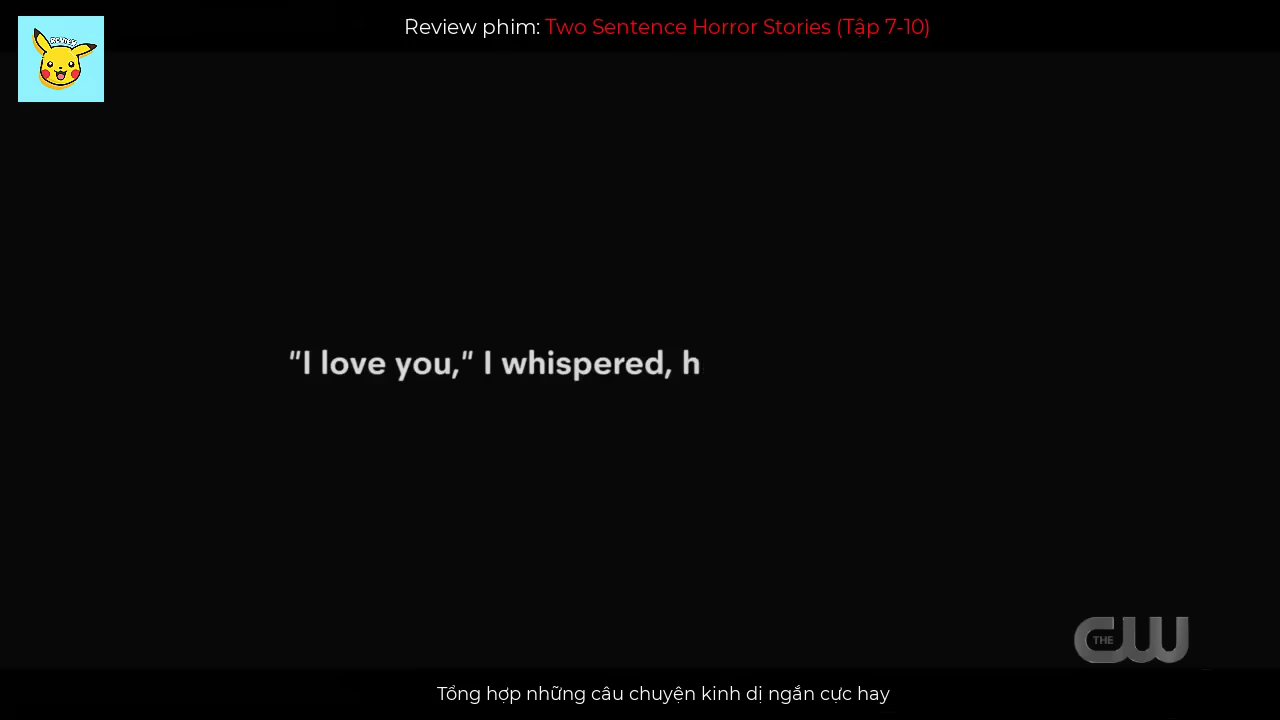 Review phim: Two Sentence Horror Stories (Tập 7-10)
REVIEW
"I love you," I whispered, h
THE CW
Tổng hợp những câu chuyện kinh dị ngắn cực hay